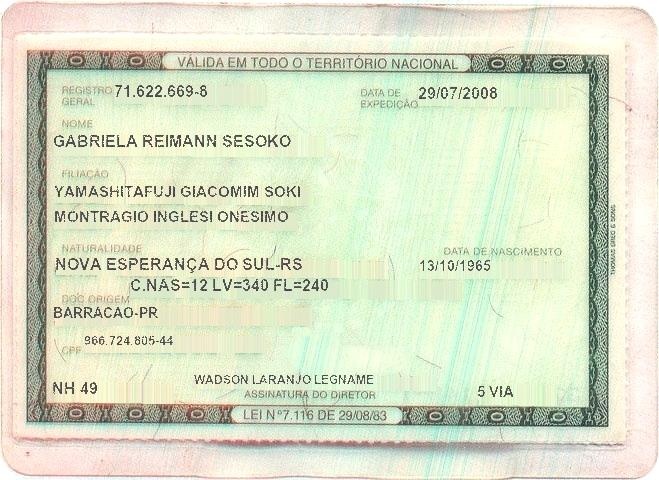 VÁLIDA EM TODO O TERRITÓRIO NACIONAL
REGISTRO GERAL 71.622.669-8 DATA DE EXPEDIÇÃO 29/07/2008
NOME
GABRIELA REIMANN SESOKO
FILIAÇÃO
YAMASHITAFUJI GIACOMIM SOKI
MONTRAGIO INGLESI ONESIMO
NATURALIDADE DATA DE NASCIMENTO
NOVA ESPERANÇA DO SUL-RS 13/10/1965
C.NAS=12 LV=340 FL=240
DOC ORIGEM
BARRACAO-PR
966.724.805-44
CPF
NH 49 WADSON LARANJO LEGNAME 5 VIA
ASSINATURA DO DIRETOR
LEI Nº 7.116 DE 29/08/83
THOMAS GREG & SONS